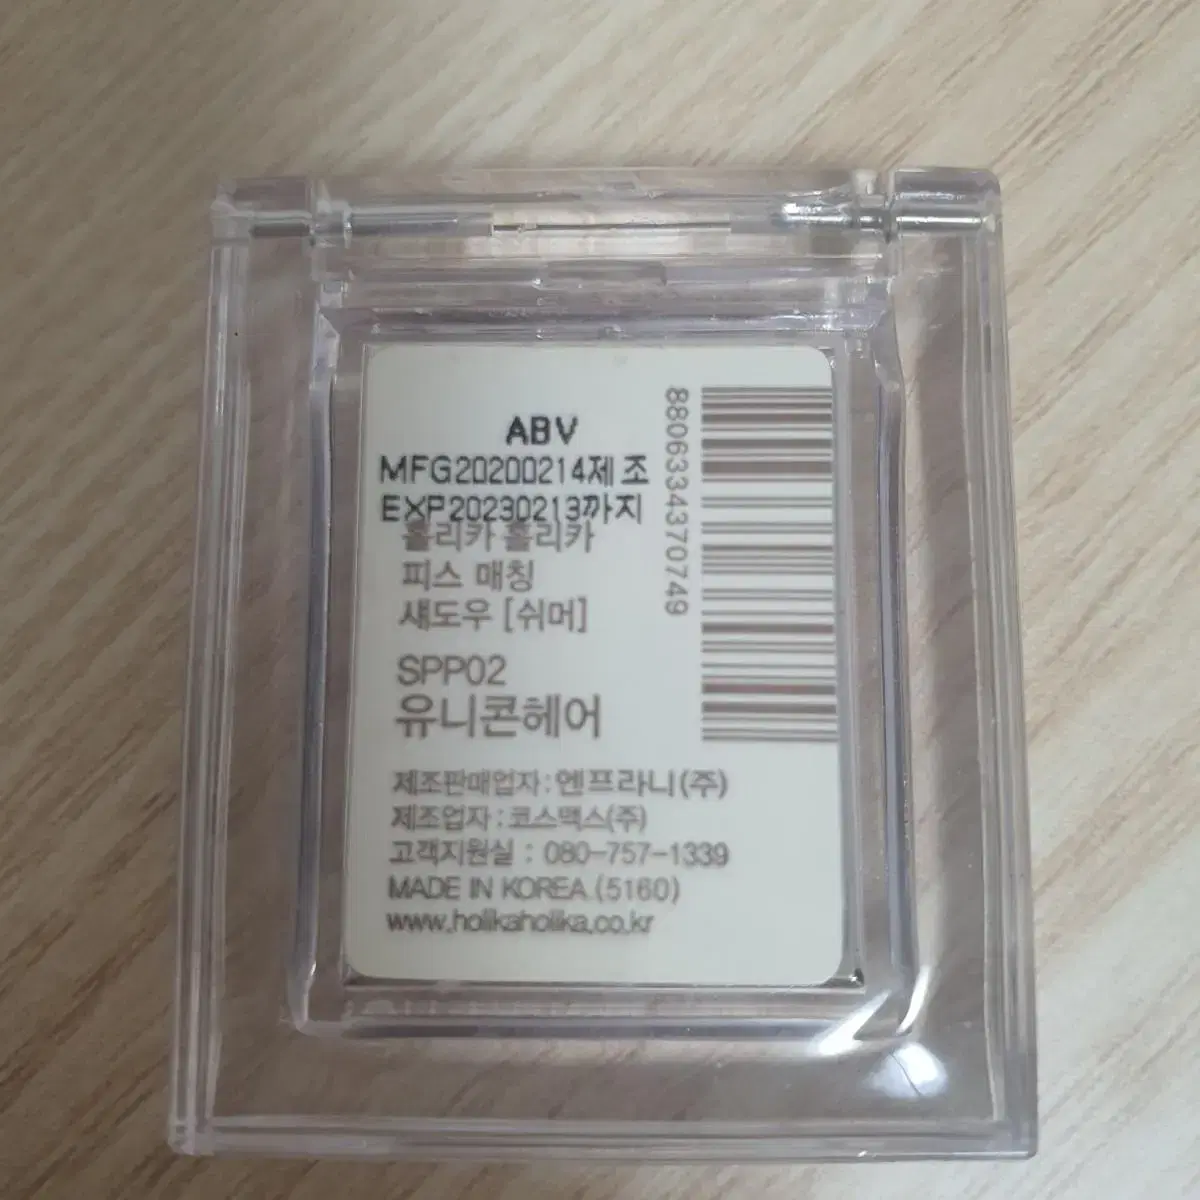 ABV
MFG20200214제조
EXP20230213까지
홀리카 홀리카
피스 매칭
섀도우 [쉬머]
SPP02
유니콘헤어
제조판매업자:엔프라니(주)
제조업자:코스맥스(주)
고객지원실 : 080-757-1339
MADE IN KOREA (5160)
www.holikaholika.co.kr
8806334370749